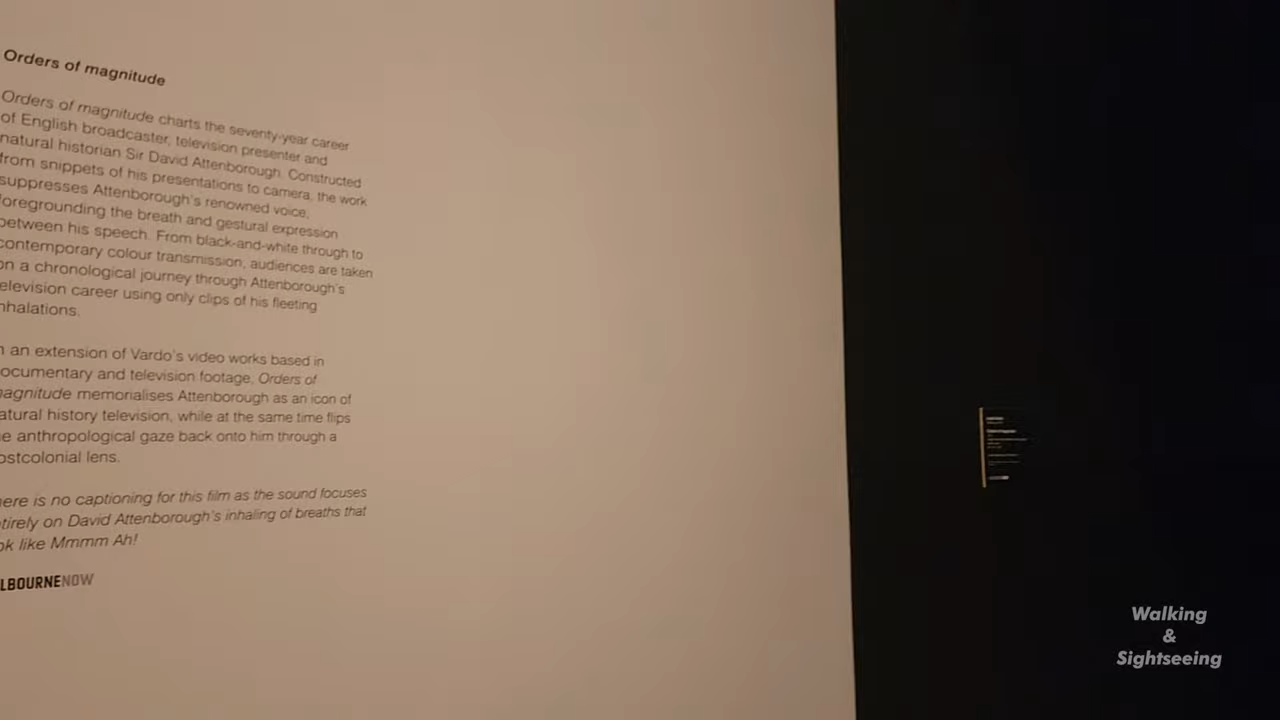 Orders of magnitude
Orders of magnitude charts the seventy-year career
of English broadcaster, television presenter and
natural historian Sir David Attenborough. Constructed
from snippets of his presentations to camera, the work
suppresses Attenborough's renowned voice,
foregrounding the breath and gestural expression
between his speech. From black-and-white through to
contemporary colour transmission, audiences are taken
on a chronological journey through Attenborough's
elevision career using only clips of his fleeting
nhalations.
n an extension of Vardo's video works based in
ocumentary and television footage, Orders of
agnitude memorialises Attenborough as an icon of
atural history television, while at the same time flips
e anthropological gaze back onto him through a
ostcolonial lens.
ere is no captioning for this film as the sound focuses
tirely on David Attenborough's inhaling of breaths that
ok like Mmmm Ah!
LBOURNENOW
Walking
&
Sightseeing